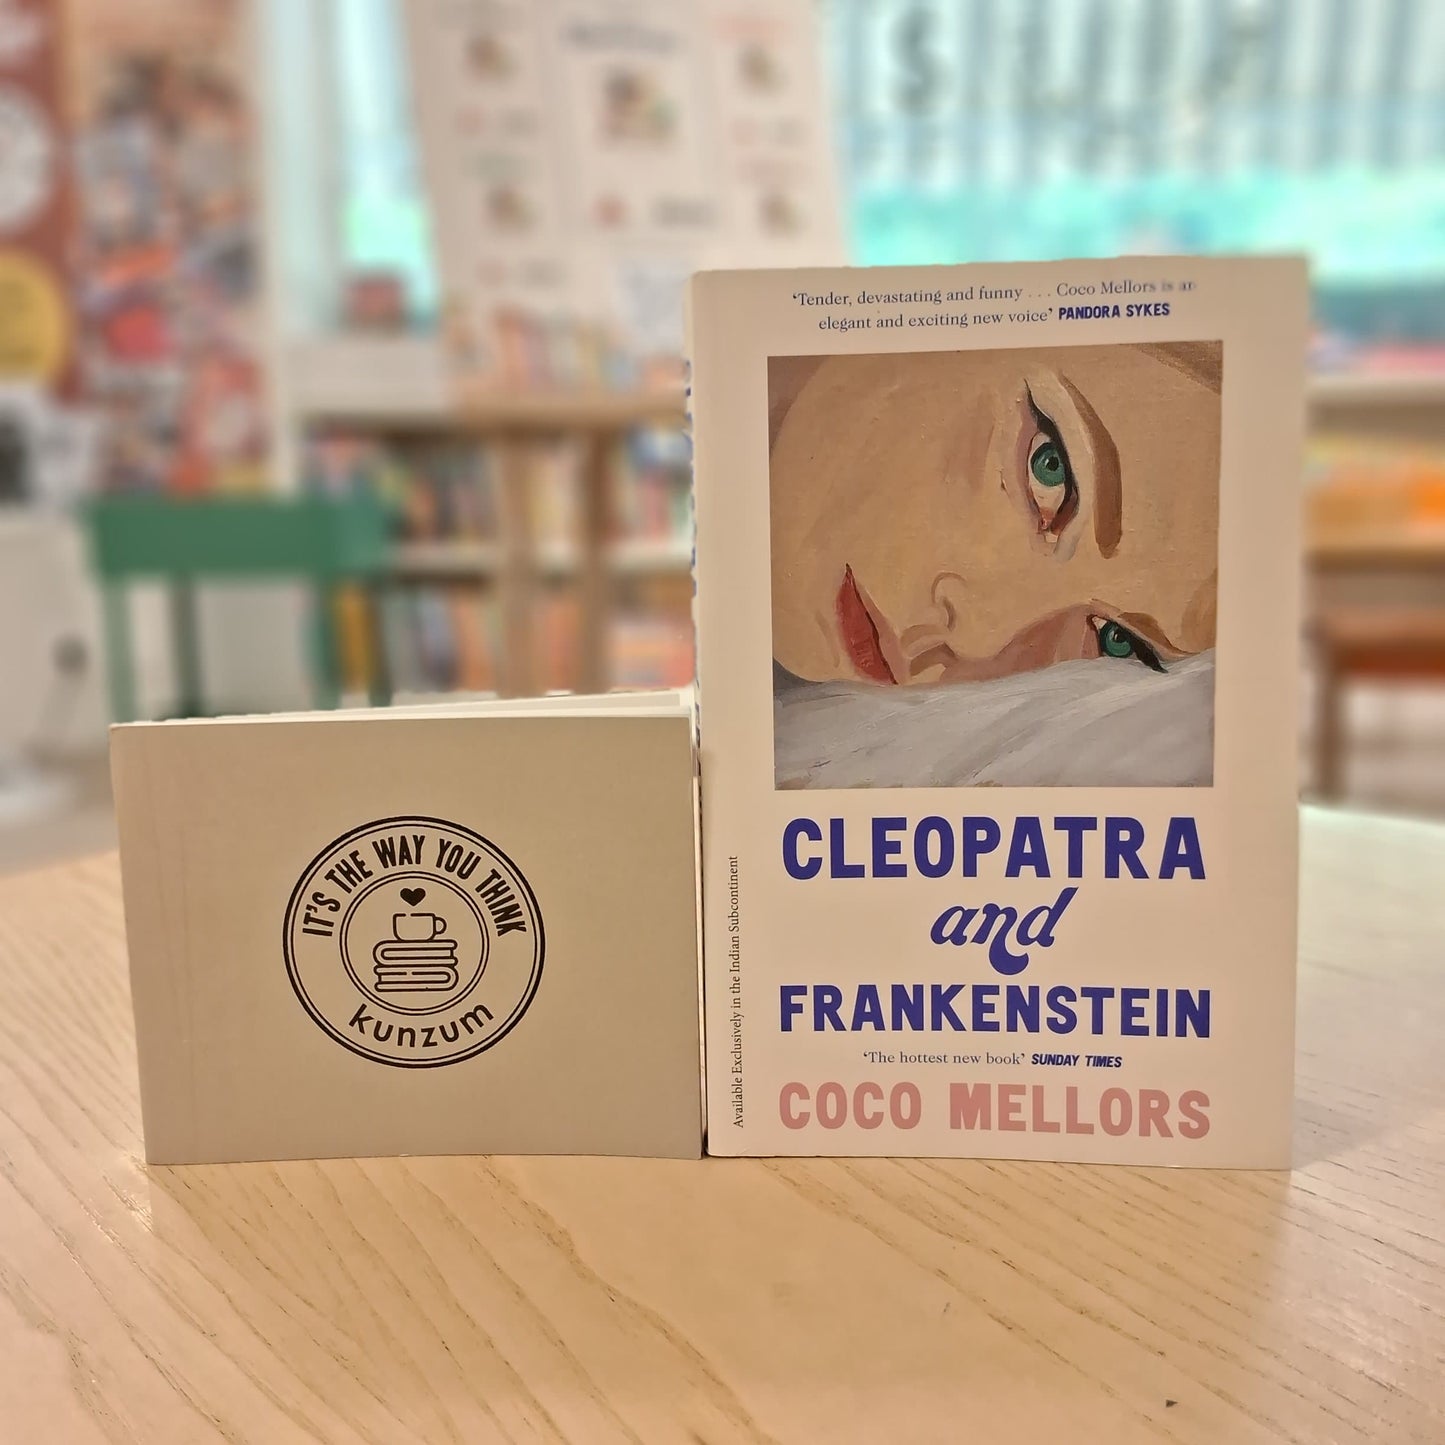 IT'S THE WAY YOU THINK
kunzum
'Tender, devastating and funny . . . Coco Mellors is an
elegant and exciting new voice' PANDORA SYKES
CLEOPATRA
and
FRANKENSTEIN
'The hottest new book' SUNDAY TIMES
COCO MELLORS
Available Exclusively in the Indian Subcontinent